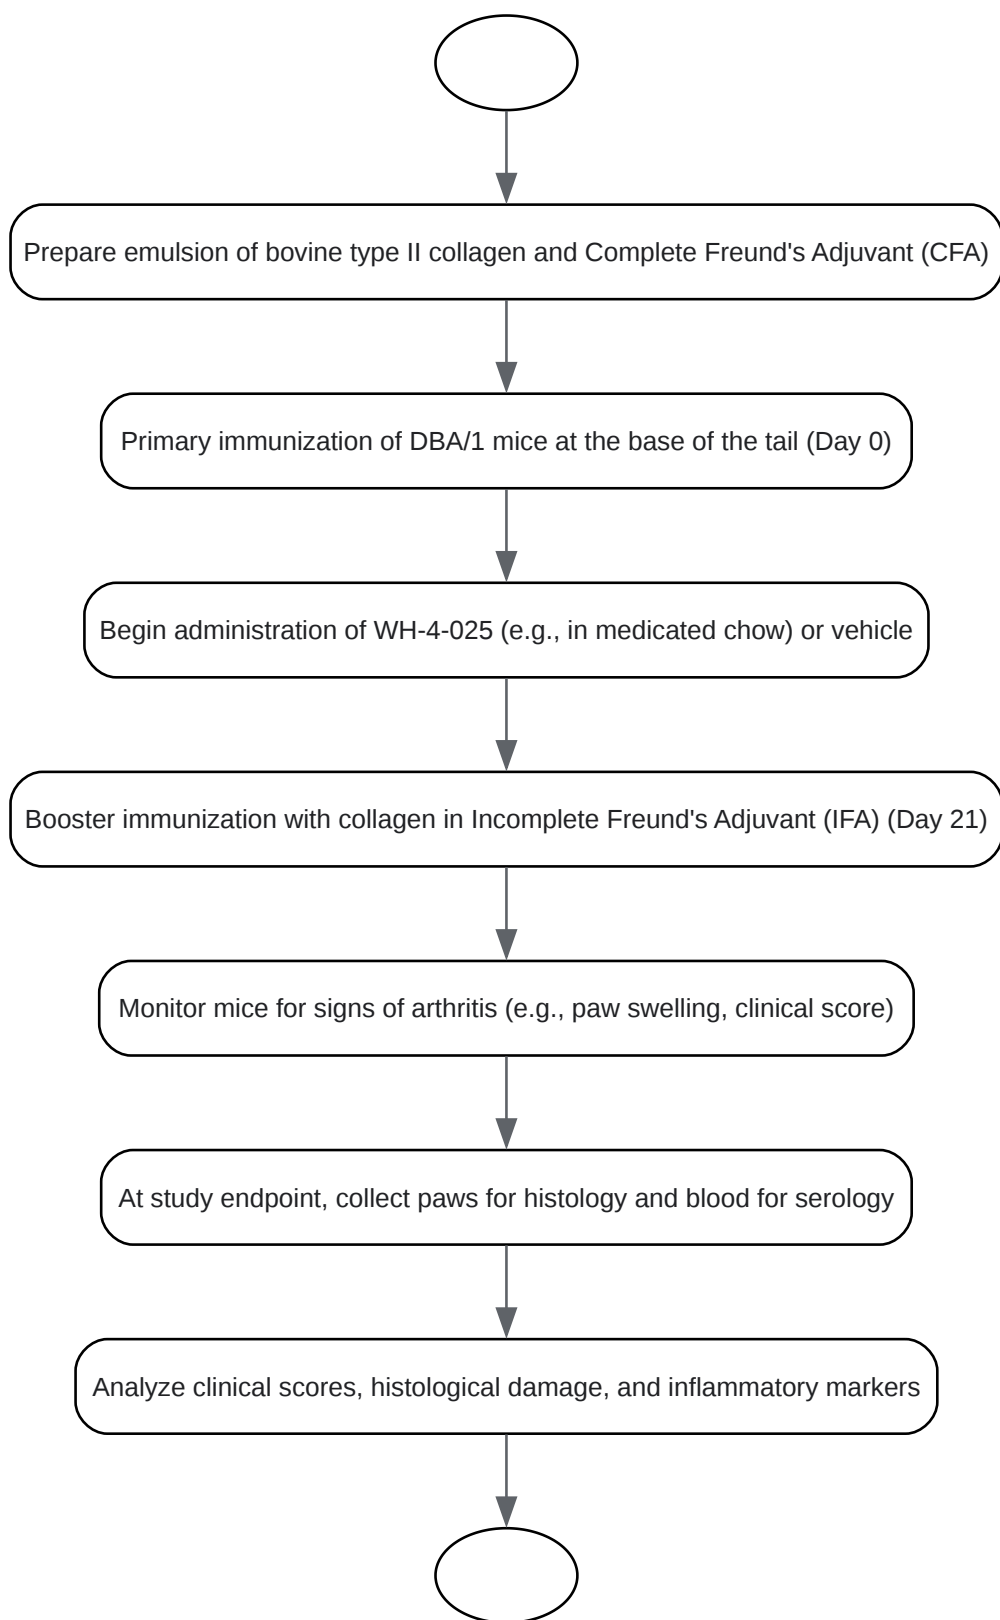 Prepare emulsion of bovine type II collagen and Complete Freund's Adjuvant (CFA)
Primary immunization of DBA/1 mice at the base of the tail (Day 0)
Begin administration of WH-4-025 (e.g., in medicated chow) or vehicle
Booster immunization with collagen in Incomplete Freund's Adjuvant (IFA) (Day 21)
Monitor mice for signs of arthritis (e.g., paw swelling, clinical score)
At study endpoint, collect paws for histology and blood for serology
Analyze clinical scores, histological damage, and inflammatory markers